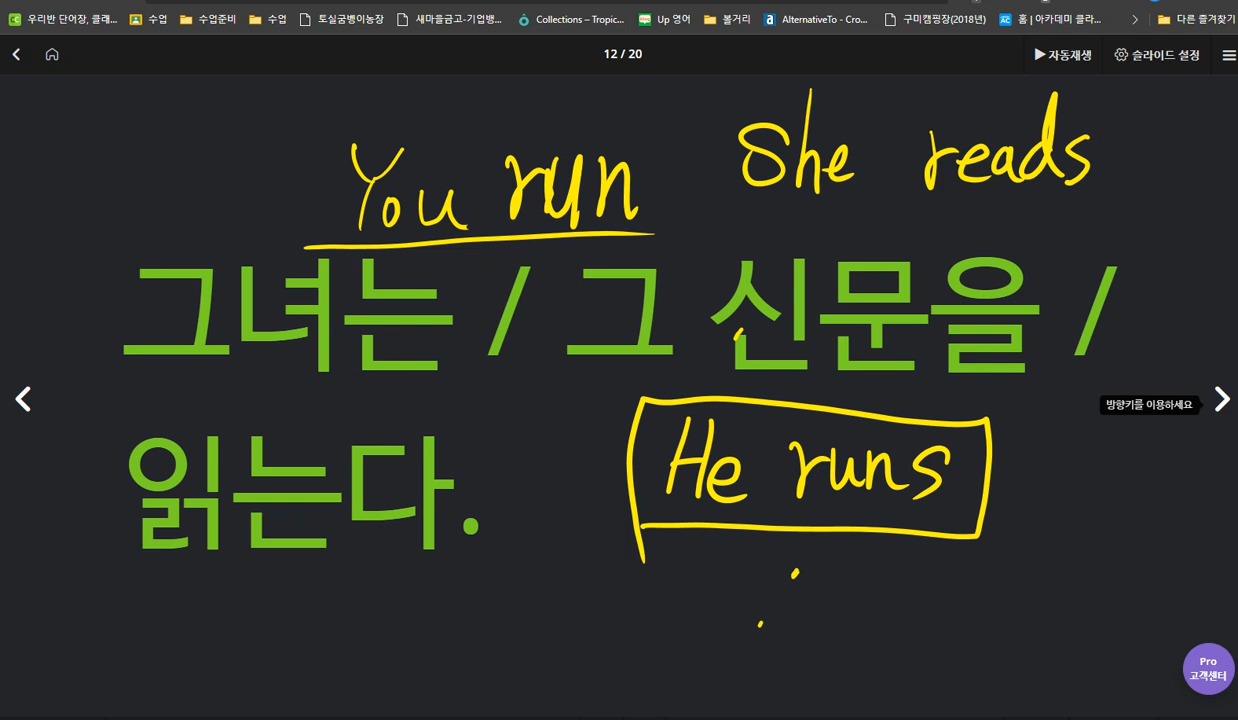 우리반 단어장, 클래... 수업 수업준비 수업 토실굼벵이농장 새마을금고-기업뱅... Collections – Tropic... Up 영어 볼거리 AlternativeTo - Cro... 구미캠핑장(2018년) 홈 | 아카데미 클라... 다른 즐겨찾기
12 / 20 자동재생 슬라이드 설정
You run She reads
그녀는 / 그 신문을 /
방향키를 이용하세요
읽는다.
He runs
Pro
고객센터